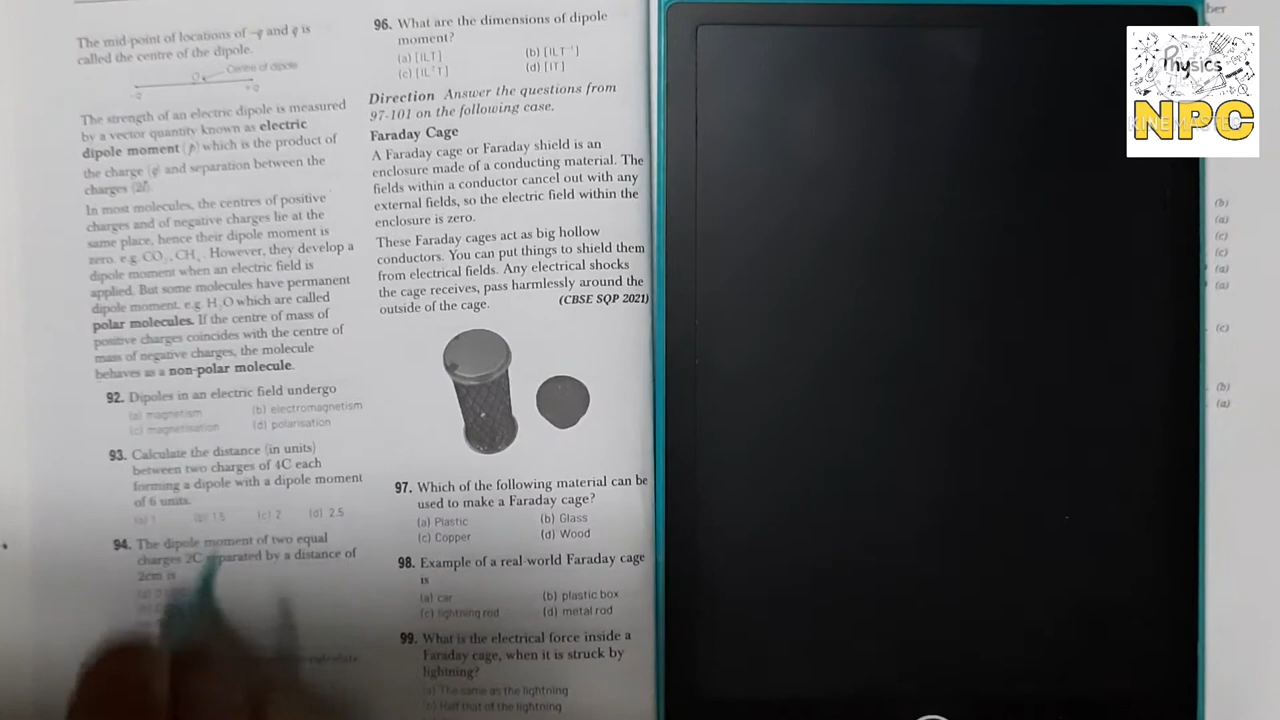 The mid-point of locations of −q and q is
called the centre of the dipole.
Centre of dipole
O
−q +q
The strength of an electric dipole is measured
by a vector quantity known as electric
dipole moment (p) which is the product of
the charge (q) and separation between the
charges (2l).
In most molecules, the centres of positive
charges and of negative charges lie at the
same place, hence their dipole moment is
zero, e.g. CO₂, CH₄. However, they develop a
dipole moment when an electric field is
applied. But some molecules have permanent
dipole moment, e.g. H₂O which are called
polar molecules. If the centre of mass of
positive charges coincides with the centre of
mass of negative charges, the molecule
behaves as a non-polar molecule.
92. Dipoles in an electric field undergo
(a) magnetism (b) electromagnetism
(c) magnetisation (d) polarisation
93. Calculate the distance (in units)
between two charges of 4C each
forming a dipole with a dipole moment
of 6 units.
(a) 1 (b) 1.5 (c) 2 (d) 2.5
94. The dipole moment of two equal
charges 2C separated by a distance of
2cm is
96. What are the dimensions of dipole
moment?
(a) [ILT] (b) [ILT⁻¹]
(c) [IL²T] (d) [IT]
Direction Answer the questions from
97-101 on the following case.
Faraday Cage
A Faraday cage or Faraday shield is an
enclosure made of a conducting material. The
fields within a conductor cancel out with any
external fields, so the electric field within the
enclosure is zero.
These Faraday cages act as big hollow
conductors. You can put things to shield them
from electrical fields. Any electrical shocks
the cage receives, pass harmlessly around the
outside of the cage. (CBSE SQP 2021)
97. Which of the following material can be
used to make a Faraday cage?
(a) Plastic (b) Glass
(c) Copper (d) Wood
98. Example of a real-world Faraday cage
is
(a) car (b) plastic box
(c) lightning rod (d) metal rod
99. What is the electrical force inside a
Faraday cage, when it is struck by
lightning?
(a) The same as the lightning
(b) Half that of the lightning
Physics
NPC
KINEMASTER
ber
(b)
(a)
(c)
(c)
(a)
(a)
(c)
(b)
(a)